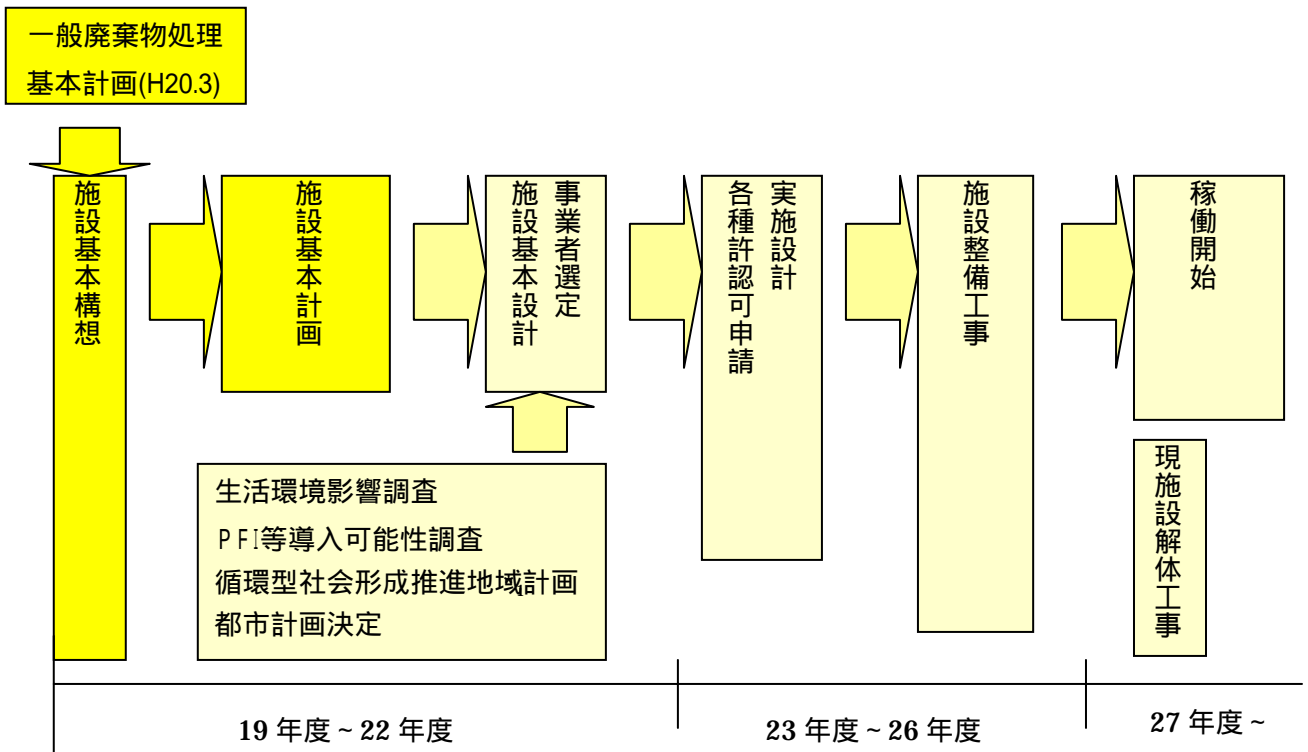 一般廃棄物処理
基本計画(H20.3)
施設基本構想
施設基本計画
事業者選定
施設基本設計
実施設計
各種許認可申請
施設整備工事
稼働開始
生活環境影響調査
PFI等導入可能性調査
循環型社会形成推進地域計画
都市計画決定
現施設解体工事
19年度~22年度
23年度~26年度
27年度~